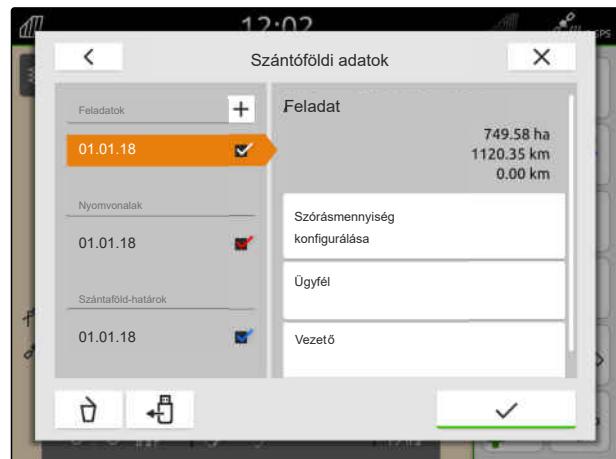 12:02
GPS
Szántóföldi adatok
Feladatok
01.01.18
Nyomvonalak
01.01.18
Szántaföld-határok
01.01.18
Feladat
749.58 ha
1120.35 km
0.00 km
Szórásmennyiség
konfigurálása
Ügyfél
Vezető